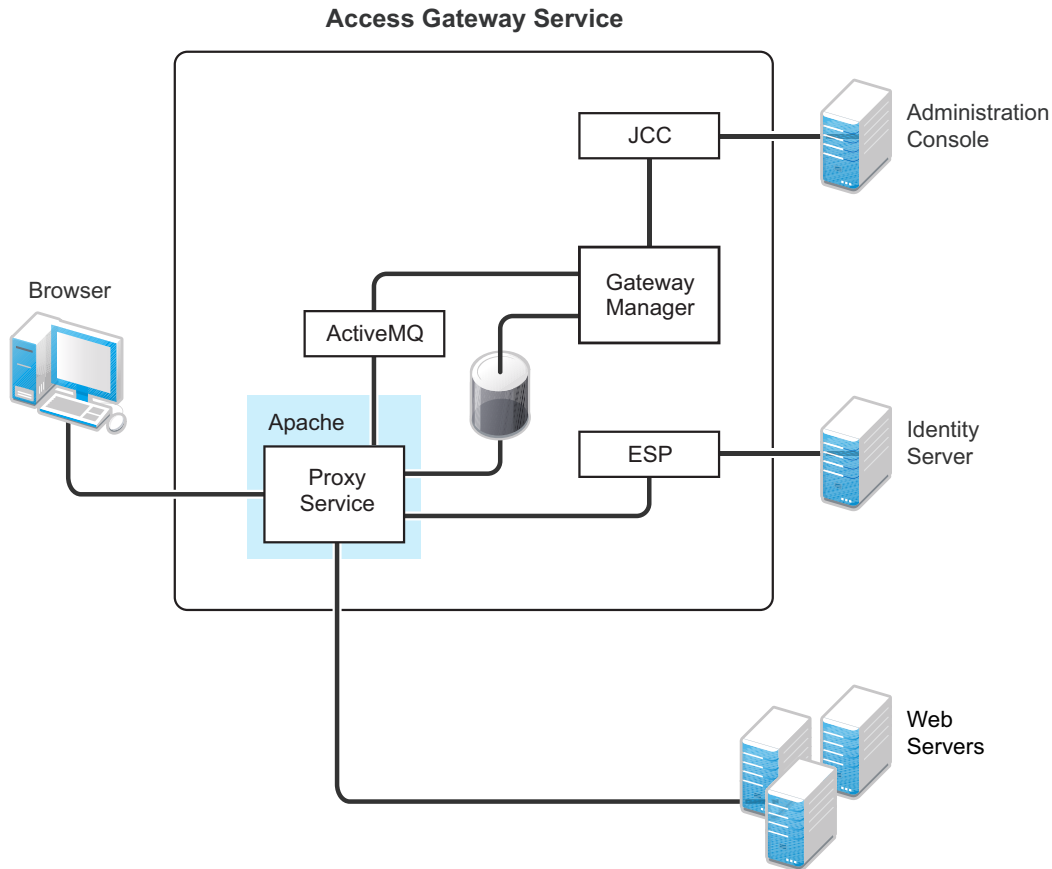 Access Gateway Service
JCC
Administration
Console
Gateway
Manager
Browser
ActiveMQ
Apache
Proxy
Service
ESP
Identity
Server
Web
Servers